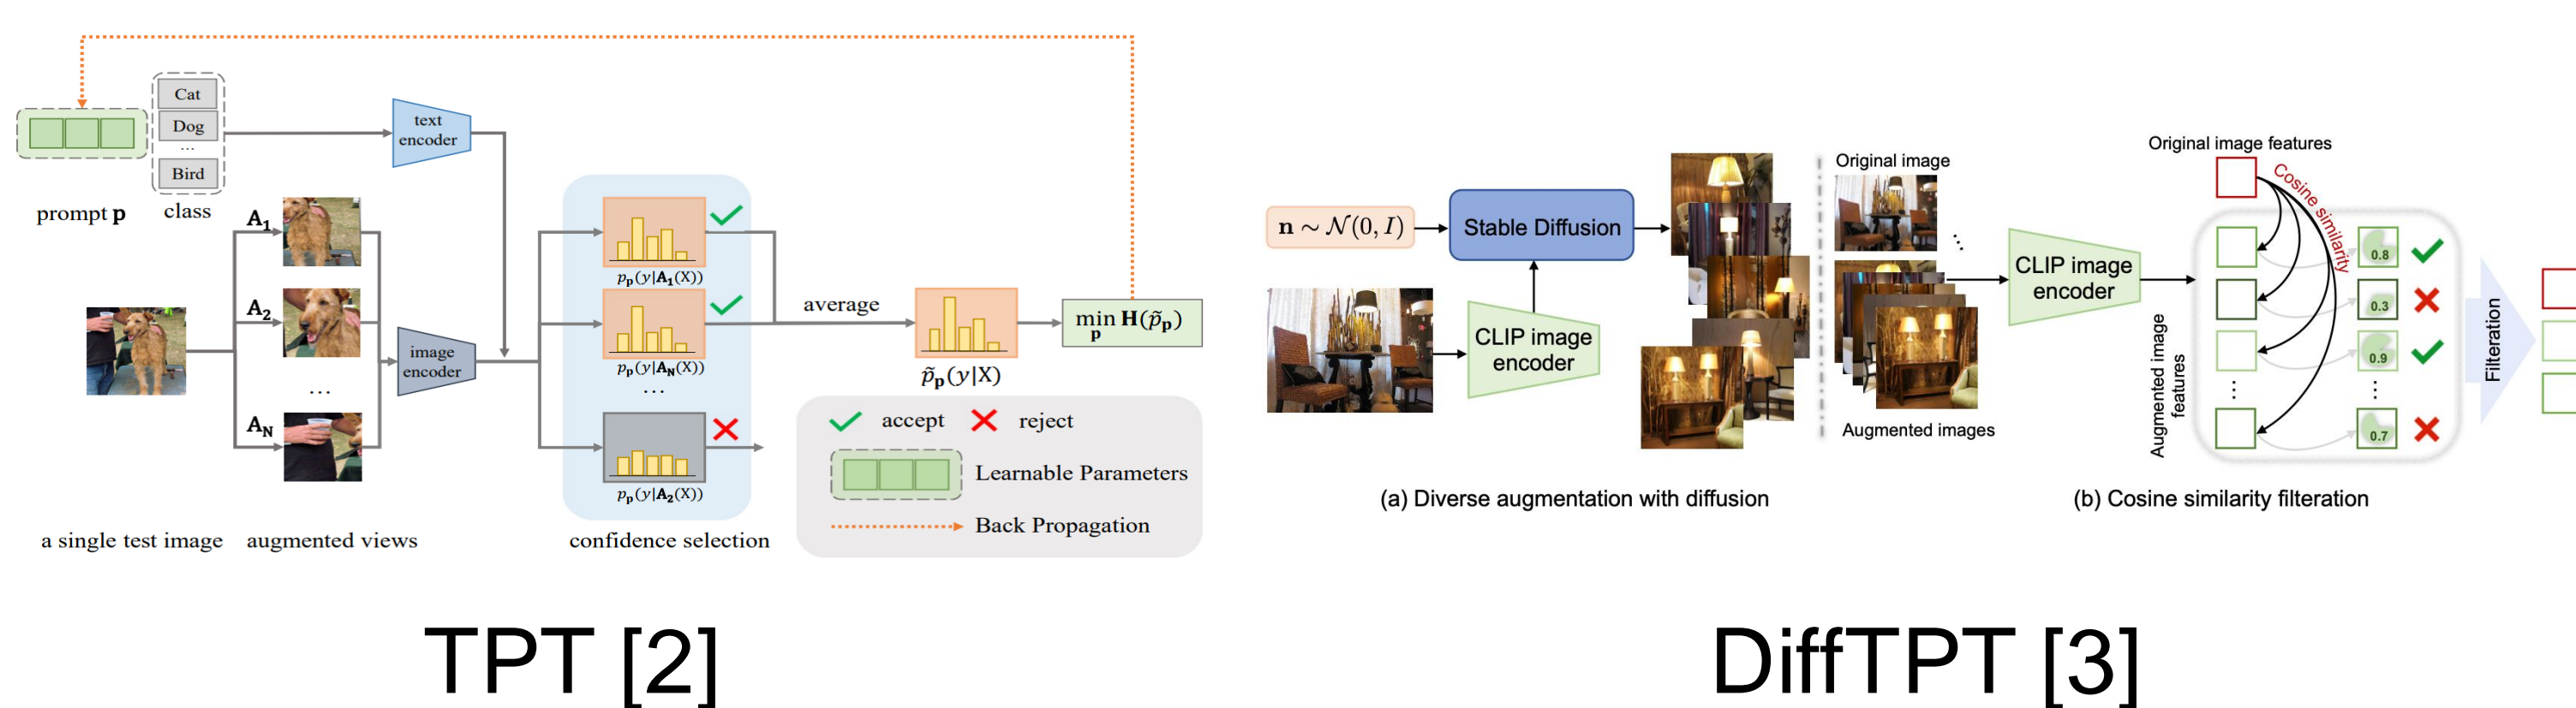 Cat
Dog
...
Bird
prompt p
class
text
encoder
A1
A2
...
AN
image
encoder
a single test image
augmented views
pp(y|A1(X))
pp(y|AN(X))
...
pp(y|A2(X))
confidence selection
average
p̃p(y|X)
min H(p̃p)
p
accept
reject
Learnable Parameters
Back Propagation
TPT [2]
n ~ N(0, I)
Stable Diffusion
CLIP image
encoder
(a) Diverse augmentation with diffusion
Original image
Augmented images
CLIP image
encoder
Original image features
Cosine similarity
Augmented image
features
0.8
0.3
0.9
0.7
Filteration
(b) Cosine similarity filteration
DiffTPT [3]